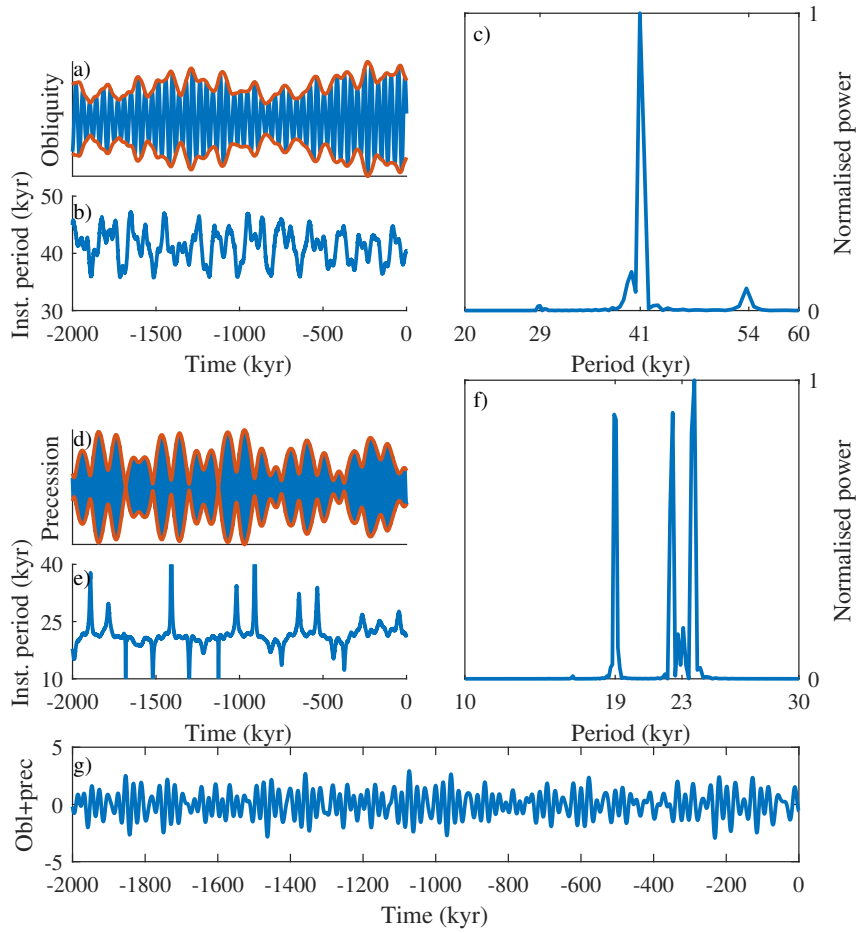 a)
Obliquity
b)
Inst. period (kyr)
50
40
30
-2000 -1500 -1000 -500 0
Time (kyr)
c)
1
0
Normalised power
20 29 41 54 60
Period (kyr)
d)
Precession
e)
Inst. period (kyr)
40
25
10
-2000 -1500 -1000 -500 0
Time (kyr)
f)
1
0
Normalised power
10 19 23 30
Period (kyr)
g)
Obl+prec
5
0
-5
-2000 -1800 -1600 -1400 -1200 -1000 -800 -600 -400 -200 0
Time (kyr)